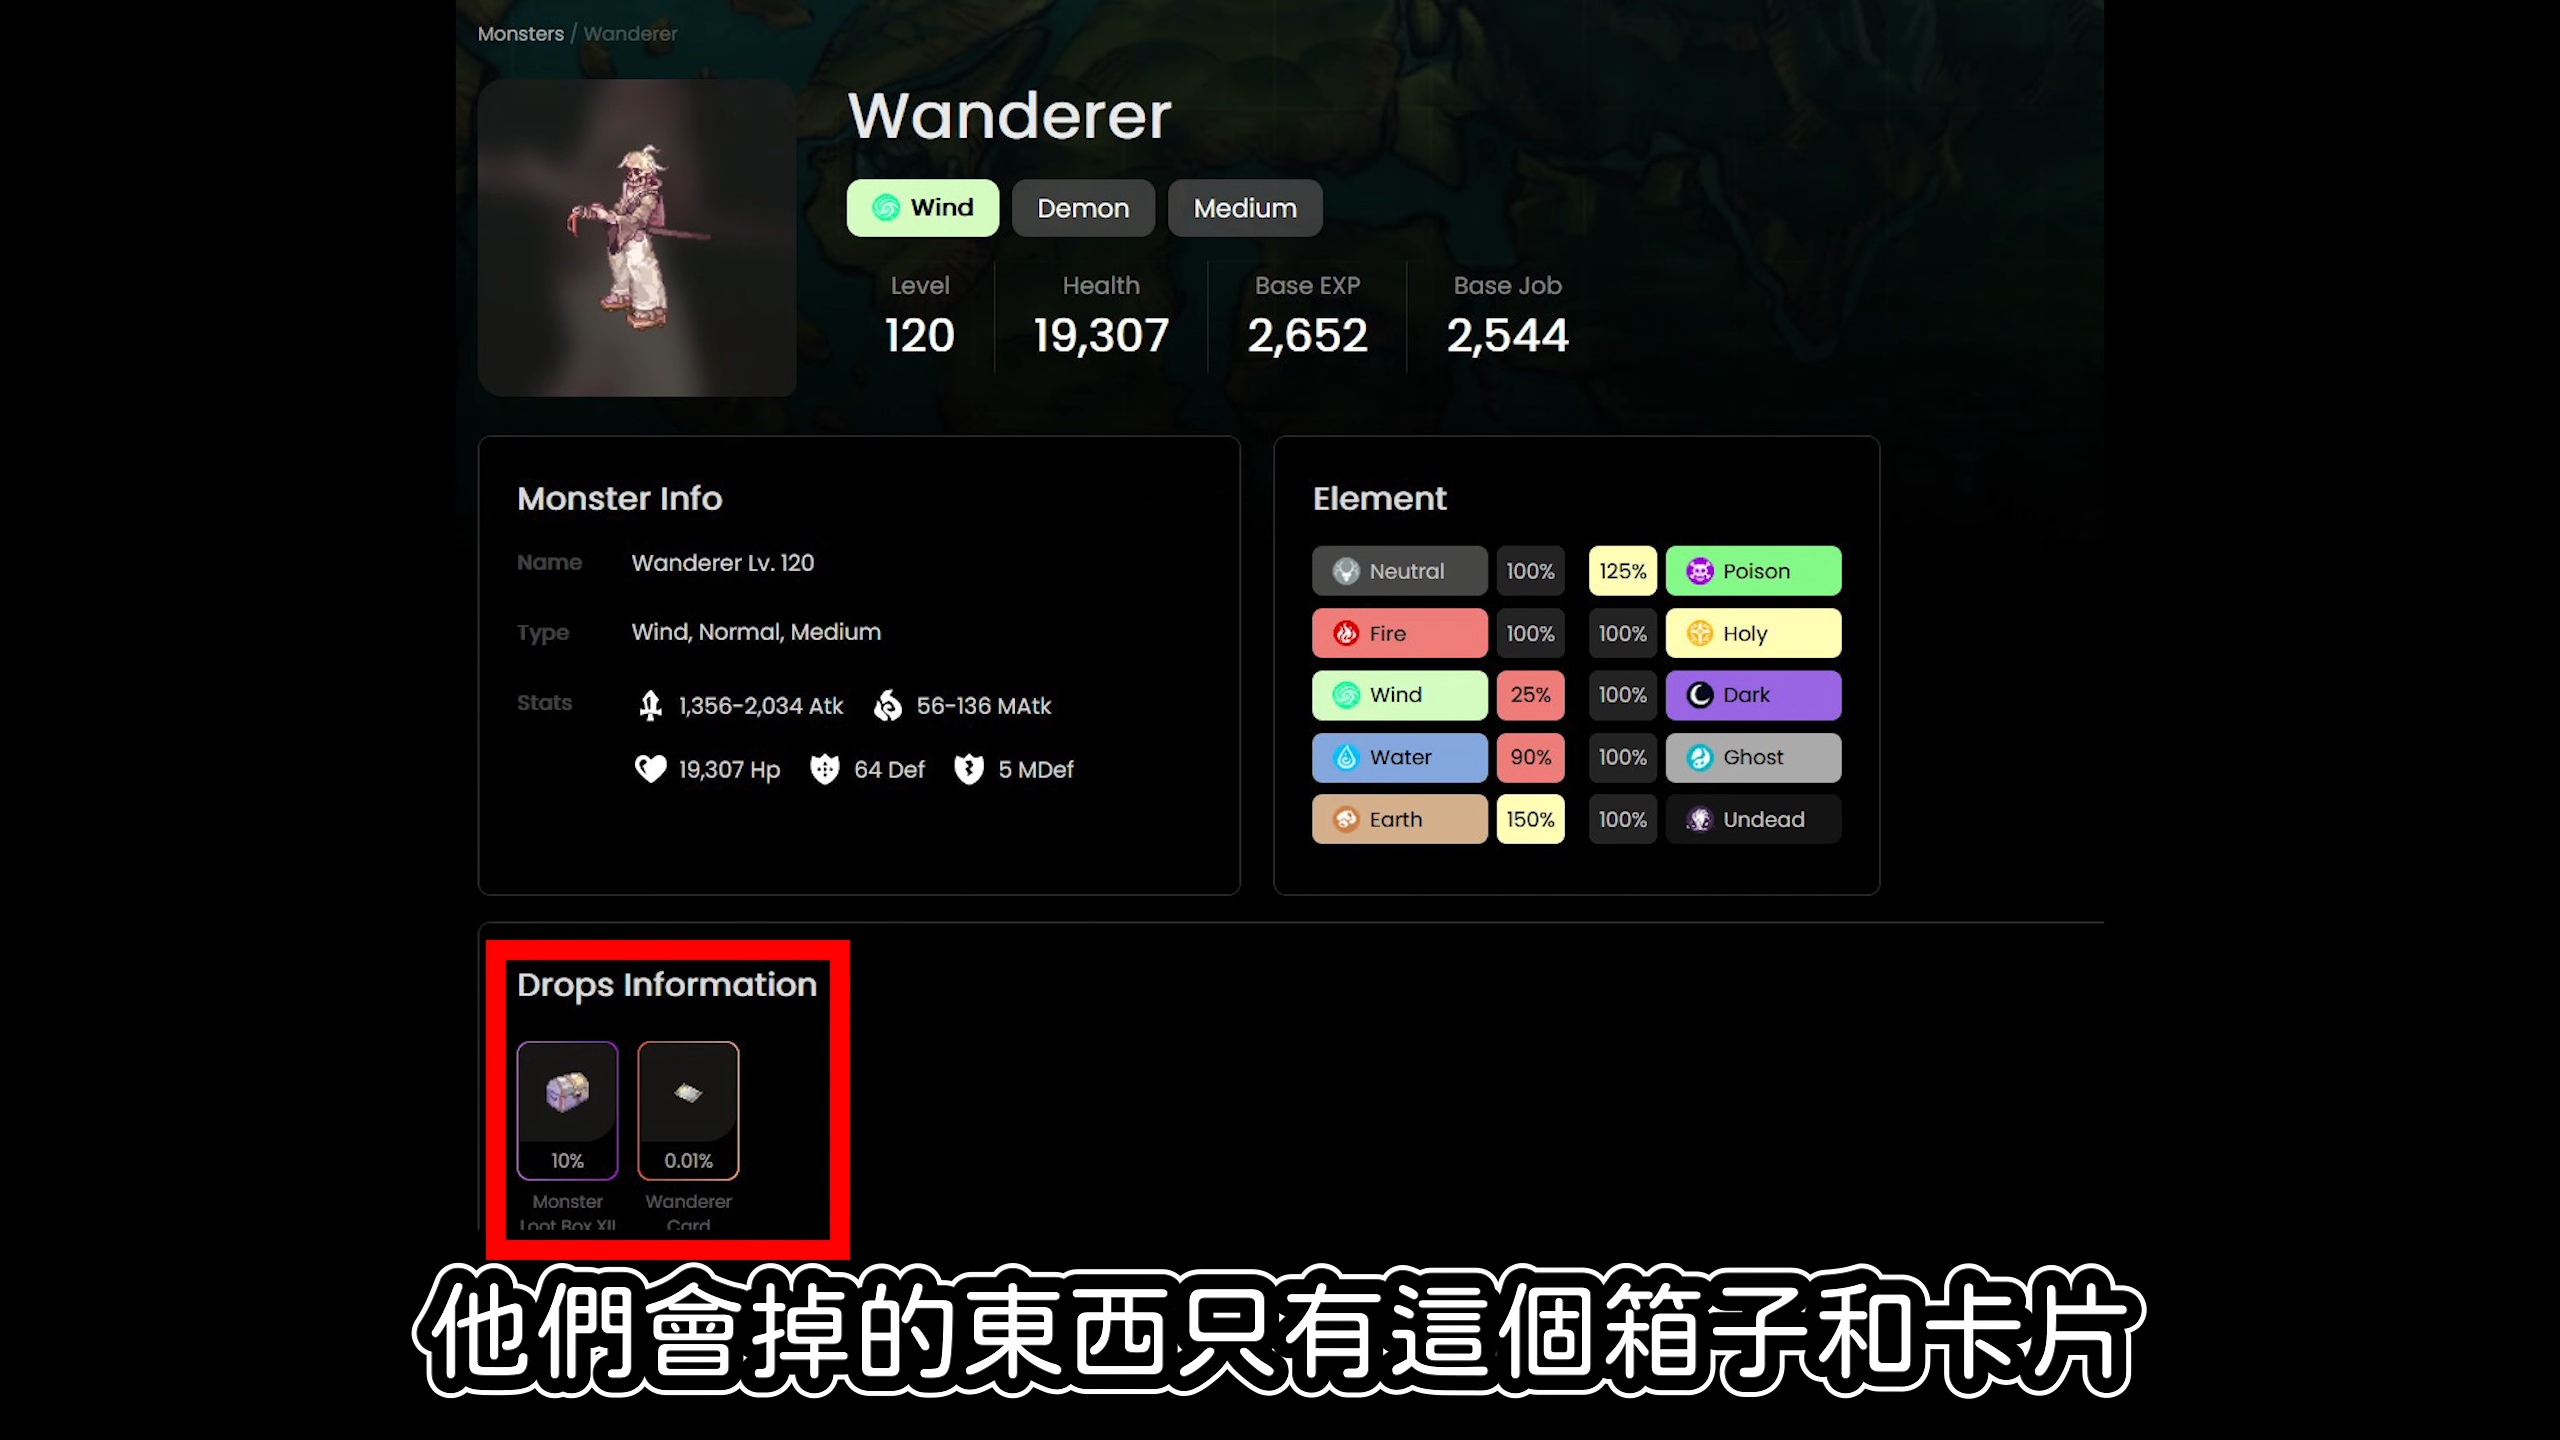 Monsters / Wanderer
Wanderer
Wind Demon Medium
Level Health Base EXP Base Job
120 19,307 2,652 2,544
Monster Info
Name Wanderer Lv. 120
Type Wind, Normal, Medium
Stats 1,356-2,034 Atk 56-136 MAtk
19,307 Hp 64 Def 5 MDef
Element
Neutral 100% 125% Poison
Fire 100% 100% Holy
Wind 25% 100% Dark
Water 90% 100% Ghost
Earth 150% 100% Undead
Drops Information
10% 0.01%
Monster Wanderer
Loot Box XII Card
他們會掉的東西只有這個箱子和卡片